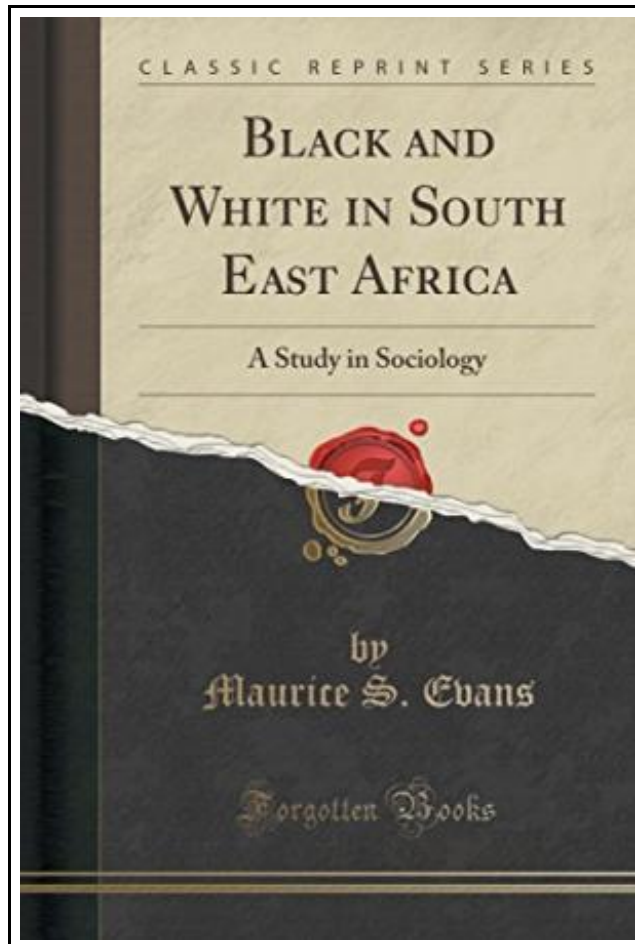 CLASSIC REPRINT SERIES
BLACK AND
WHITE IN SOUTH
EAST AFRICA
A Study in Sociology
F
by
Maurice S. Evans
Forgotten Books